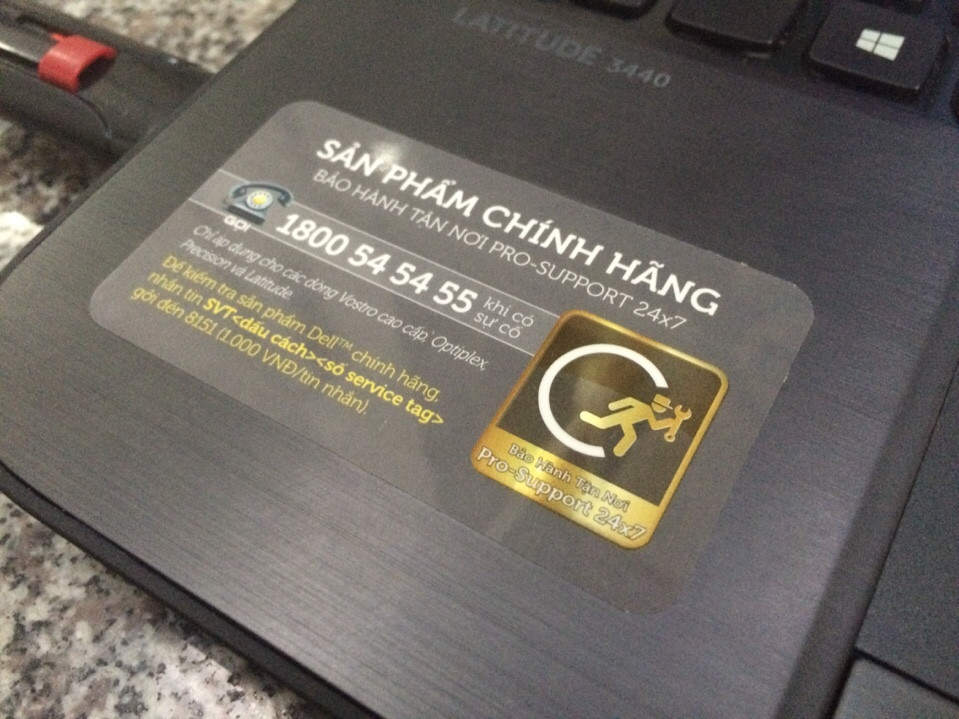 LATITUDE 3440
SẢN PHẨM CHÍNH HÃNG
BẢO HÀNH TẬN NƠI PRO-SUPPORT 24x7
GỌI 1800 54 54 55 khi có sự cố
Chỉ áp dụng cho các dòng Vostro cao cấp, Optiplex,
Precision và Latitude.
Để kiểm tra sản phẩm Dell™ chính hãng,
nhắn tin SVT<dấu cách><số service tag>
gởi đến 8151 (1.000 VNĐ/tin nhắn).
Bảo Hành Tận Nơi
Pro-Support 24x7